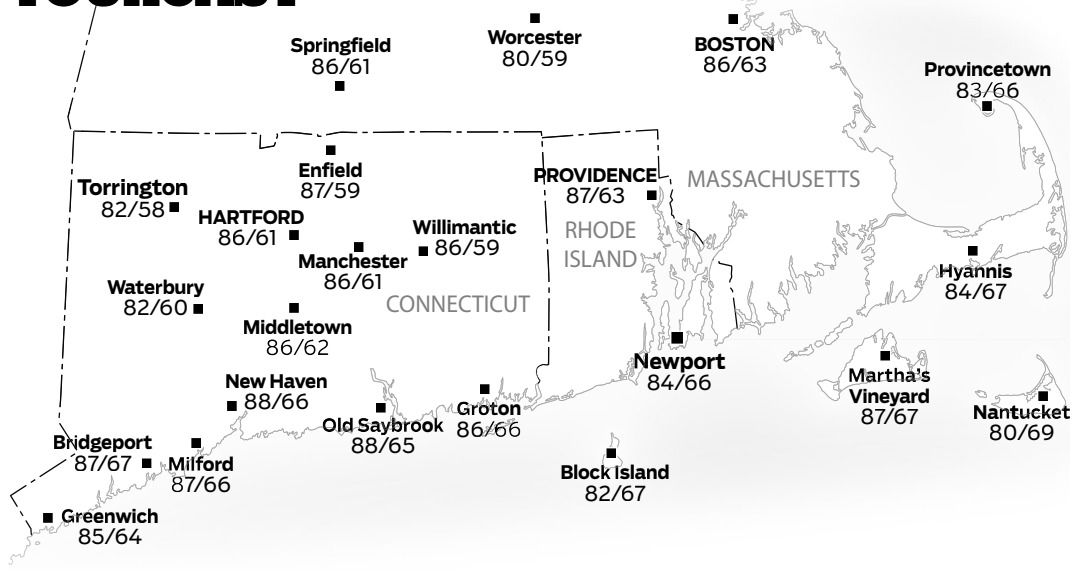 Springfield
86/61
Worcester
80/59
BOSTON
86/63
Provincetown
83/66
Enfield
87/59
Torrington
82/58
HARTFORD
86/61
Manchester
86/61
Willimantic
86/59
PROVIDENCE
87/63
MASSACHUSETTS
RHODE
ISLAND
Hyannis
84/67
Waterbury
82/60
CONNECTICUT
Middletown
86/62
Newport
84/66
Martha's
Vineyard
87/67
Nantucket
80/69
New Haven
88/66
Old Saybrook
88/65
Groton
86/66
Bridgeport
87/67
Milford
87/66
Block Island
82/67
Greenwich
85/64